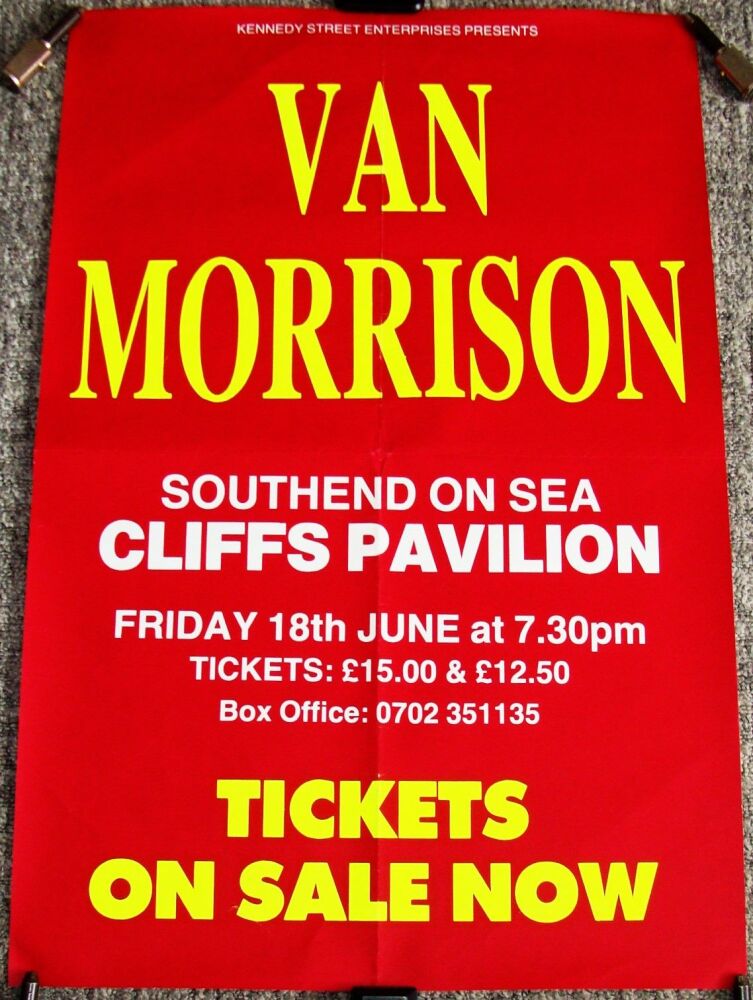 KENNEDY STREET ENTERPRISES PRESENTS
VAN
MORRISON
SOUTHEND ON SEA
CLIFFS PAVILION
FRIDAY 18th JUNE at 7.30pm
TICKETS: £15.00 & £12.50
Box Office: 0702 351135
TICKETS
ON SALE NOW